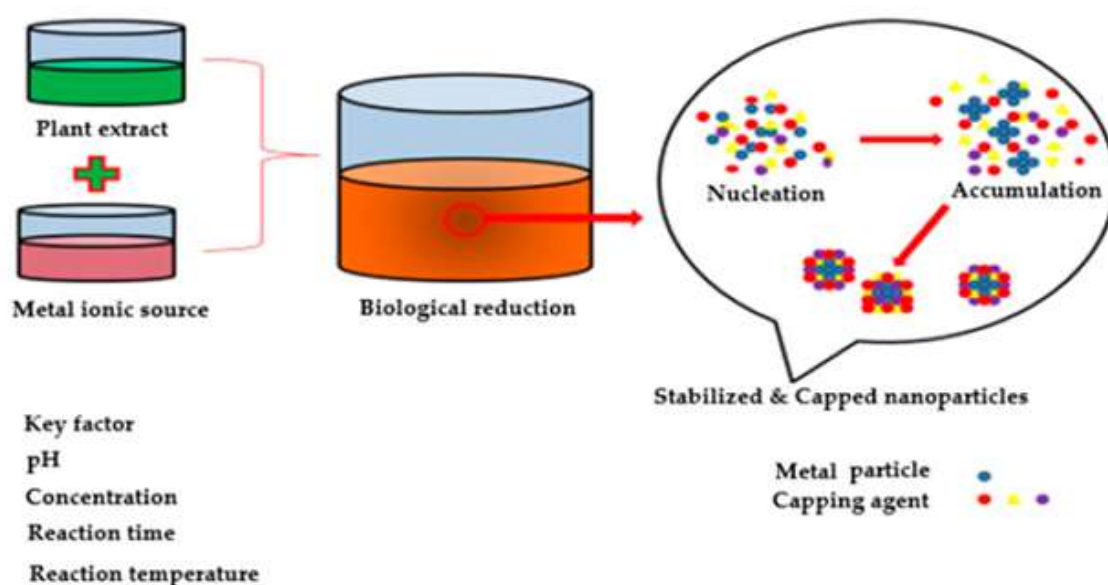 Plant extract
Metal ionic source
Biological reduction
Nucleation
Accumulation
Stabilized & Capped nanoparticles
Key factor
pH
Concentration
Reaction time
Reaction temperature
Metal particle
Capping agent